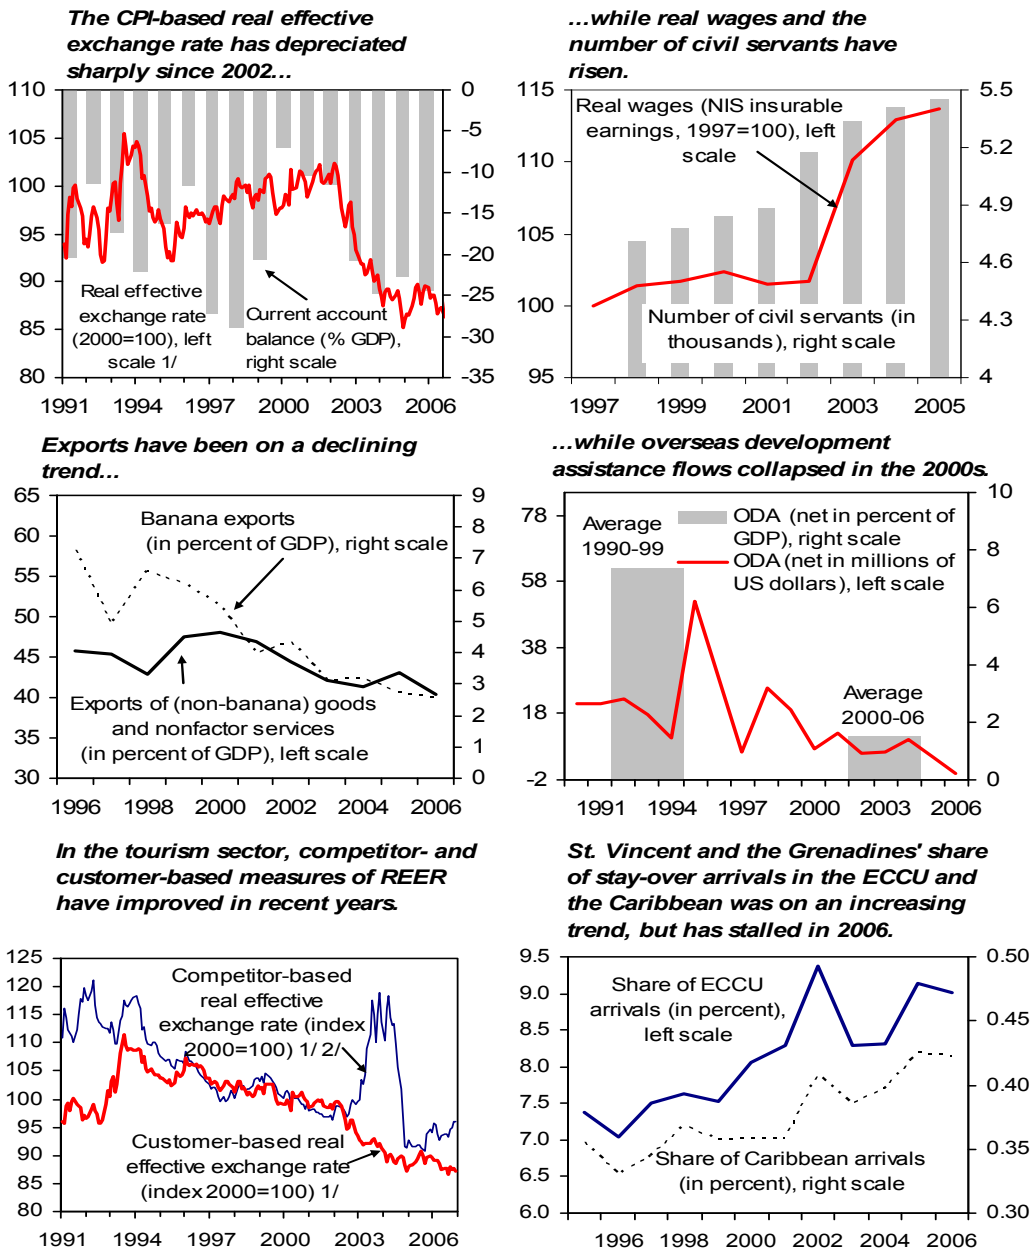 The CPI-based real effective
exchange rate has depreciated
sharply since 2002...
110
105
100
95
90
85
80
0
-5
-10
-15
-20
-25
-30
-35
Real effective
exchange rate
(2000=100), left
scale 1/
Current account
balance (% GDP),
right scale
1991 1994 1997 2000 2003 2006
...while real wages and the
number of civil servants have
risen.
115
110
105
100
95
5.5
5.2
4.9
4.6
4.3
4
Real wages (NIS insurable
earnings, 1997=100), left
scale
Number of civil servants (in
thousands), right scale
1997 1999 2001 2003 2005
Exports have been on a declining
trend...
65
60
55
50
45
40
35
30
9
8
7
6
5
4
3
2
1
0
Banana exports
(in percent of GDP), right scale
Exports of (non-banana) goods
and nonfactor services
(in percent of GDP), left scale
1996 1998 2000 2002 2004 2006
...while overseas development
assistance flows collapsed in the 2000s.
78
58
38
18
-2
10
8
6
4
2
0
Average
1990-99
ODA (net in percent of
GDP), right scale
ODA (net in millions of
US dollars), left scale
Average
2000-06
1991 1994 1997 2000 2003 2006
In the tourism sector, competitor- and
customer-based measures of REER
have improved in recent years.
125
120
115
110
105
100
95
90
85
80
Competitor-based
real effective
exchange rate (index
2000=100) 1/ 2/
Customer-based real
effective exchange rate
(index 2000=100) 1/
1991 1994 1997 2000 2003 2006
St. Vincent and the Grenadines' share
of stay-over arrivals in the ECCU and
the Caribbean was on an increasing
trend, but has stalled in 2006.
9.5
9.0
8.5
8.0
7.5
7.0
6.5
6.0
0.50
0.45
0.40
0.35
0.30
Share of ECCU
arrivals (in percent),
left scale
Share of Caribbean arrivals
(in percent), right scale
1996 1998 2000 2002 2004 2006